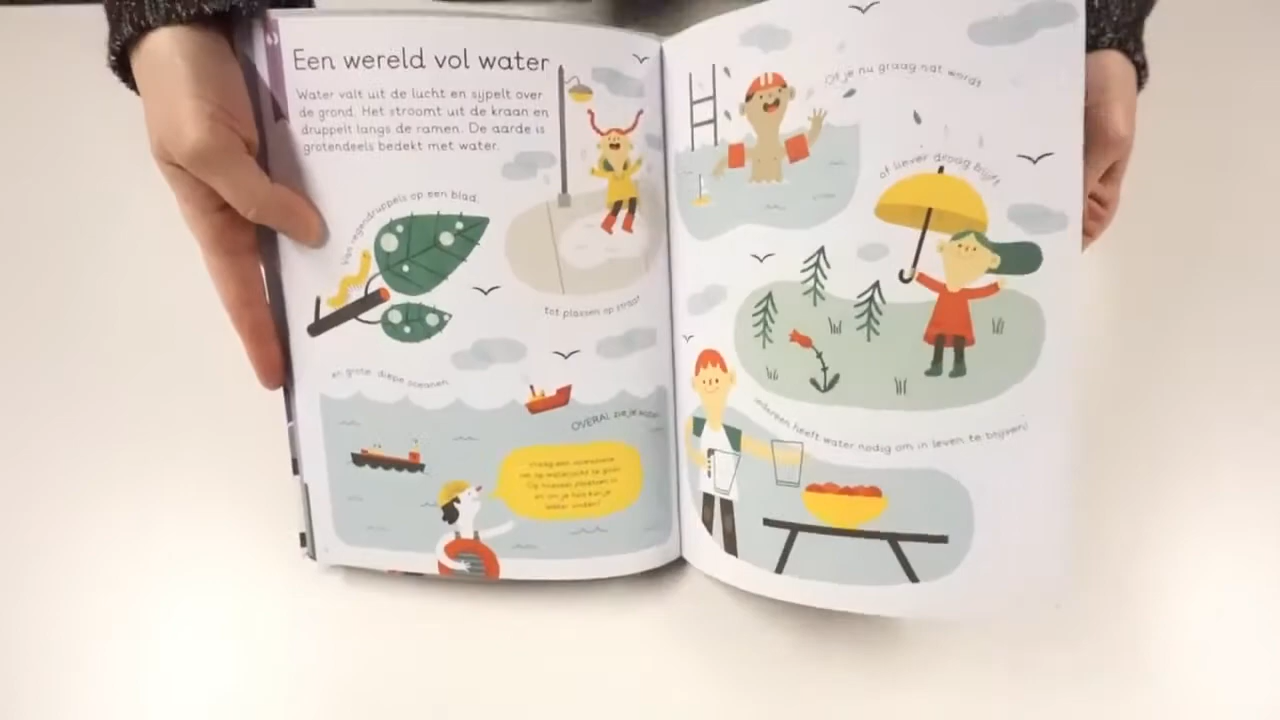 Een wereld vol water
Water valt uit de lucht en sijpelt over
de grond. Het stroomt uit de kraan en
druppelt langs de ramen. De aarde is
grotendeels bedekt met water.
Van regendruppels op een blad,
tot plassen op straat
en grote, diepe oceanen.
OVERAL zie je water.
Of je nu graag nat wordt
of liever droog blijft
iedereen heeft water nodig om in leven te blijven!